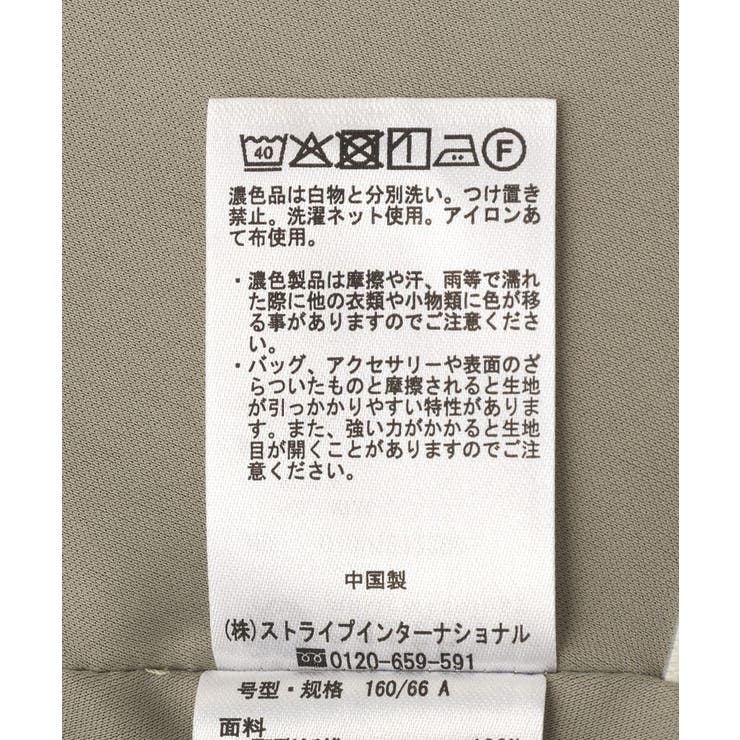 40 F
濃色品は白物と分別洗い。つけ置き
禁止。洗濯ネット使用。アイロンあ
て布使用。
・濃色製品は摩擦や汗、雨等で濡れ
た際に他の衣類や小物類に色が移
る事がありますのでご注意くださ
い。
・バッグ、アクセサリーや表面のざ
らついたものと摩擦されると生地
が引っかかりやすい特性がありま
す。また、強い力がかかると生地
目が開くことがありますのでご注
意ください。
中国製
(株)ストライプインターナショナル
0120-659-591
号型・规格 160/66 A
面料